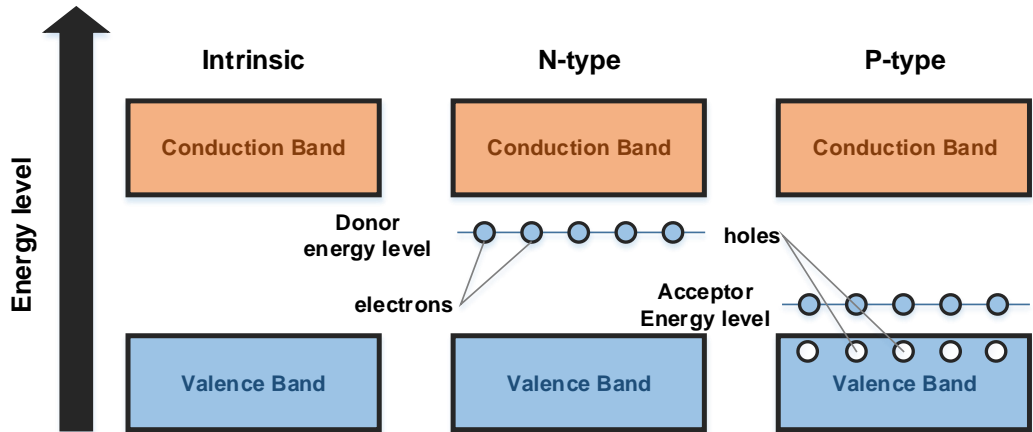 Energy level
Intrinsic
N-type
P-type
Conduction Band
Conduction Band
Conduction Band
Donor
energy level
electrons
holes
Acceptor
Energy level
Valence Band
Valence Band
Valence Band